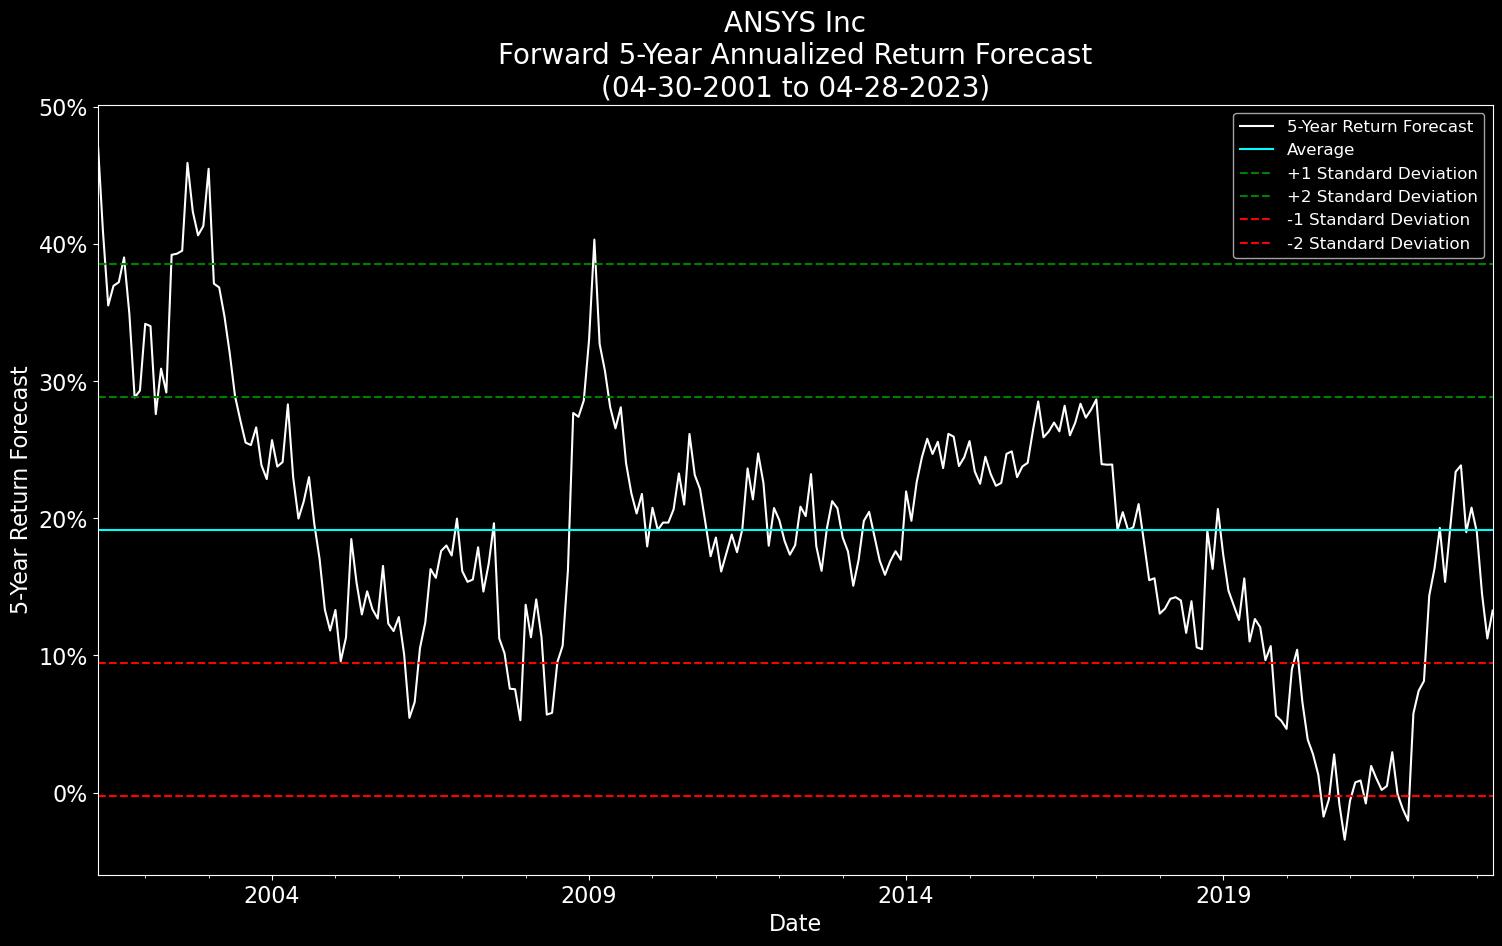 ANSYS Inc
Forward 5-Year Annualized Return Forecast
(04-30-2001 to 04-28-2023)
50%
40%
30%
20%
10%
0%
5-Year Return Forecast
5-Year Return Forecast
Average
+1 Standard Deviation
+2 Standard Deviation
-1 Standard Deviation
-2 Standard Deviation
2004 2009 2014 2019
Date